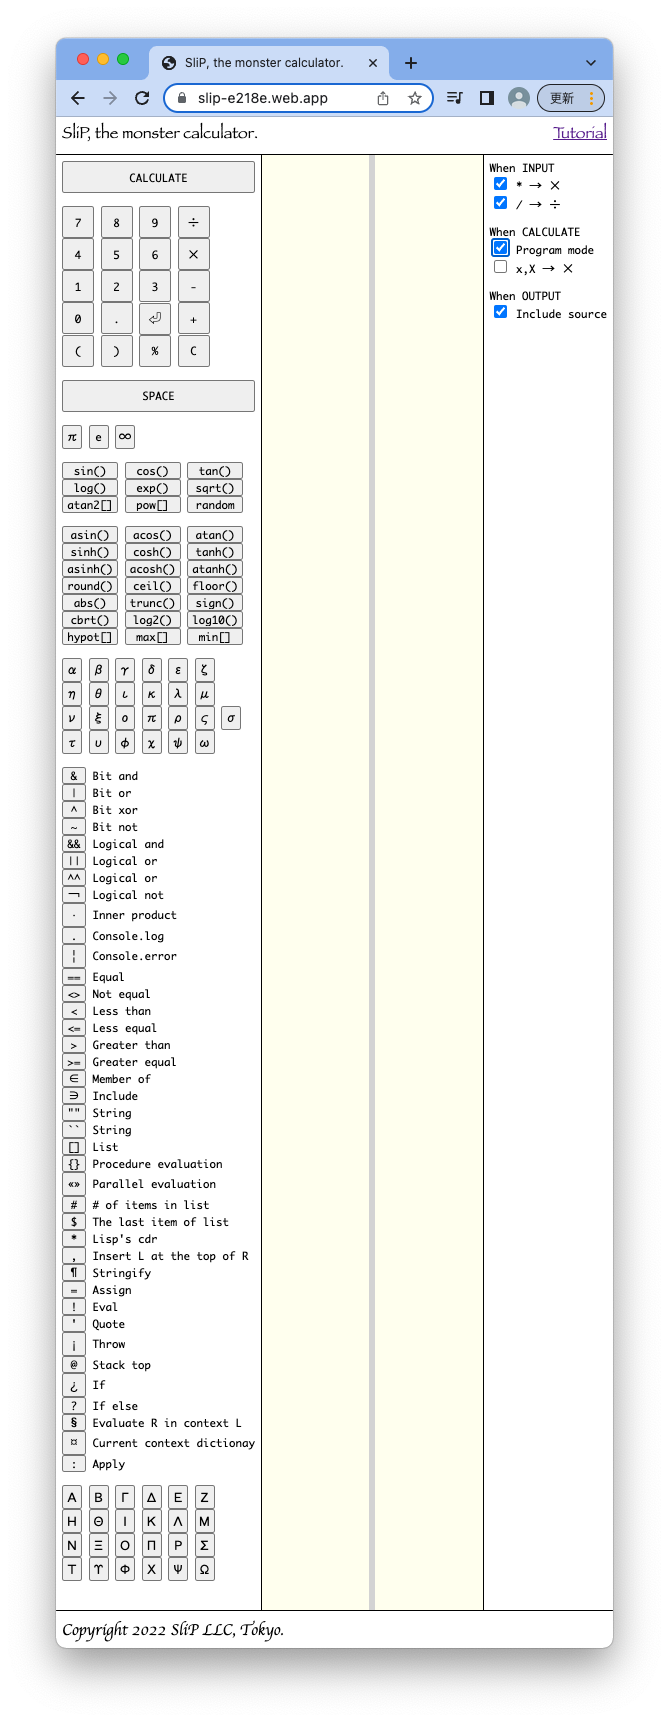 SliP, the monster calculator.
slip-e218e.web.app
更新
SliP, the monster calculator.
Tutorial
CALCULATE
7 8 9 ÷
4 5 6 ×
1 2 3 -
0 . ⏎ +
( ) % C
SPACE
π e ∞
sin() cos() tan()
log() exp() sqrt()
atan2[] pow[] random
asin() acos() atan()
sinh() cosh() tanh()
asinh() acosh() atanh()
round() ceil() floor()
abs() trunc() sign()
cbrt() log2() log10()
hypot[] max[] min[]
α β γ δ ε ζ
η θ ι κ λ μ
ν ξ ο π ρ ς σ
τ υ φ χ ψ ω
& Bit and
| Bit or
^ Bit xor
~ Bit not
&& Logical and
|| Logical or
^^ Logical or
¬ Logical not
· Inner product
. Console.log
¦ Console.error
== Equal
<> Not equal
< Less than
<= Less equal
> Greater than
>= Greater equal
∈ Member of
∋ Include
"" String
`` String
[] List
{} Procedure evaluation
«» Parallel evaluation
# # of items in list
$ The last item of list
* Lisp's cdr
, Insert L at the top of R
¶ Stringify
= Assign
! Eval
' Quote
¡ Throw
@ Stack top
¿ If
? If else
§ Evaluate R in context L
¤ Current context dictionay
: Apply
Α Β Γ Δ Ε Ζ
Η Θ Ι Κ Λ Μ
Ν Ξ Ο Π Ρ Σ
Τ ϒ Φ Χ Ψ Ω
When INPUT
* → ×
/ → ÷
When CALCULATE
Program mode
x,X → ×
When OUTPUT
Include source
Copyright 2022 SliP LLC, Tokyo.